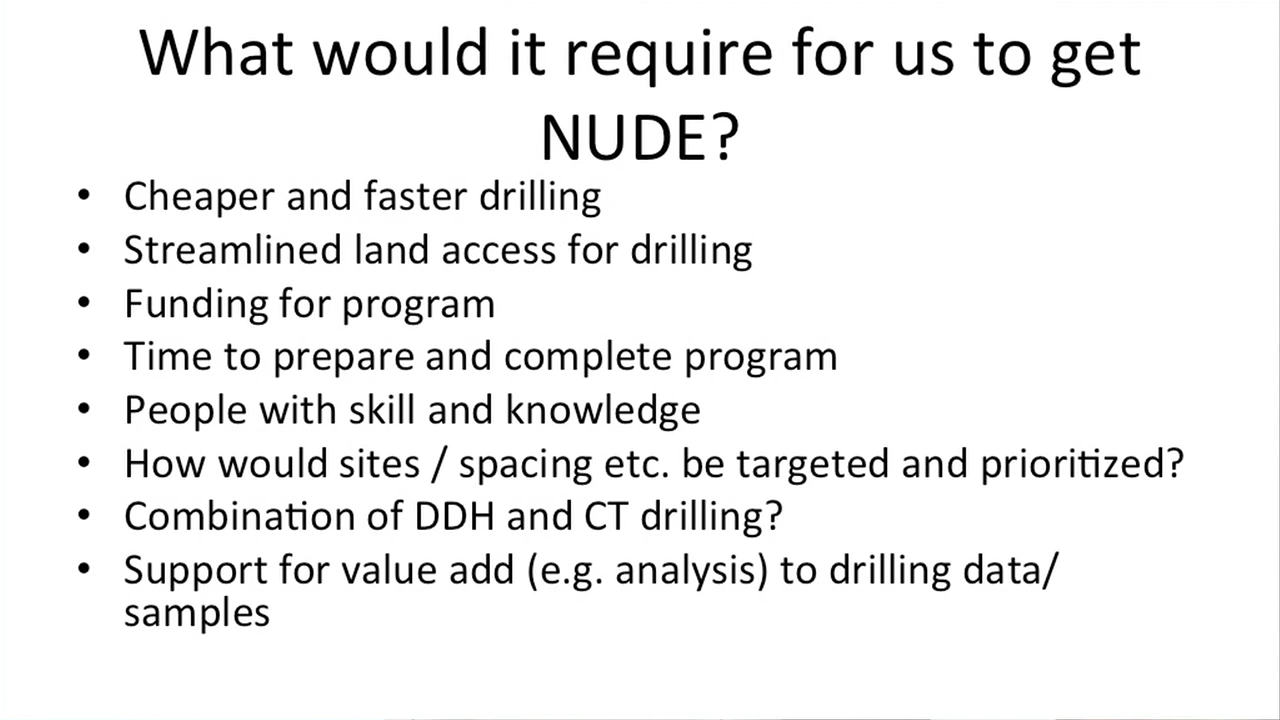 What would it require for us to get
NUDE?
• Cheaper and faster drilling
• Streamlined land access for drilling
• Funding for program
• Time to prepare and complete program
• People with skill and knowledge
• How would sites / spacing etc. be targeted and prioritized?
• Combination of DDH and CT drilling?
• Support for value add (e.g. analysis) to drilling data/
samples